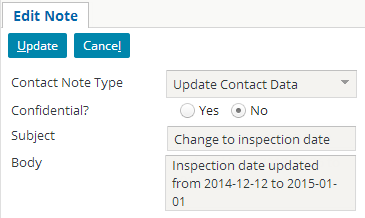 Edit Note
Update Cancel
Contact Note Type Update Contact Data
Confidential? Yes No
Subject Change to inspection date
Body Inspection date updated
from 2014-12-12 to 2015-01-
01